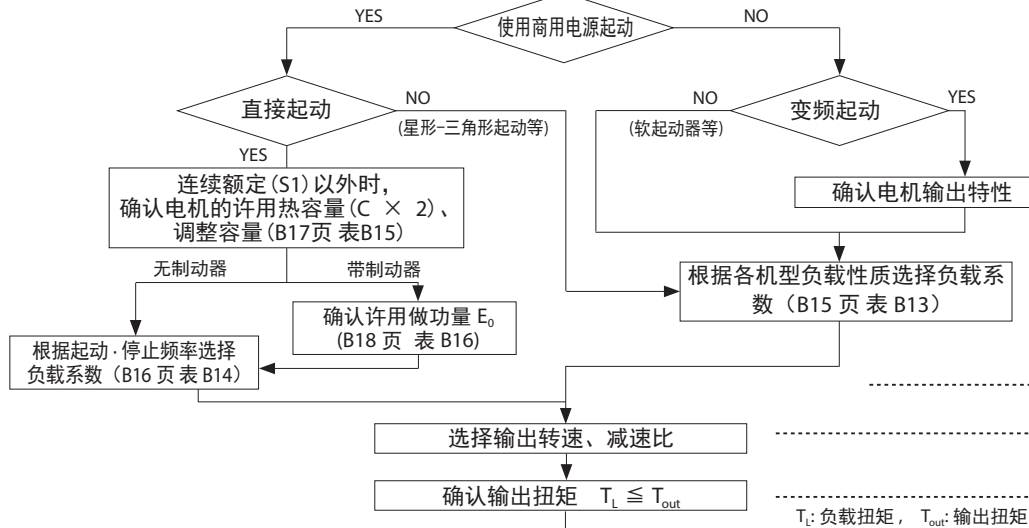 YES
使用商用电源起动
NO
直接起动
NO
(星形-三角形起动等)
YES
NO
(软起动器等)
变频起动
YES
连续额定(S1)以外时，
确认电机的许用热容量(C × 2)、
调整容量(B17页 表B15)
确认电机输出特性
无制动器
带制动器
确认许用做功量 E₀
(B18 页 表 B16)
根据各机型负载性质选择负载系
数（B15 页 表 B13）
根据起动·停止频率选择
负载系数（B16 页 表 B14）
选择输出转速、减速比
确认输出扭矩 TL ≦ Tout
TL: 负载扭矩， Tout: 输出扭矩